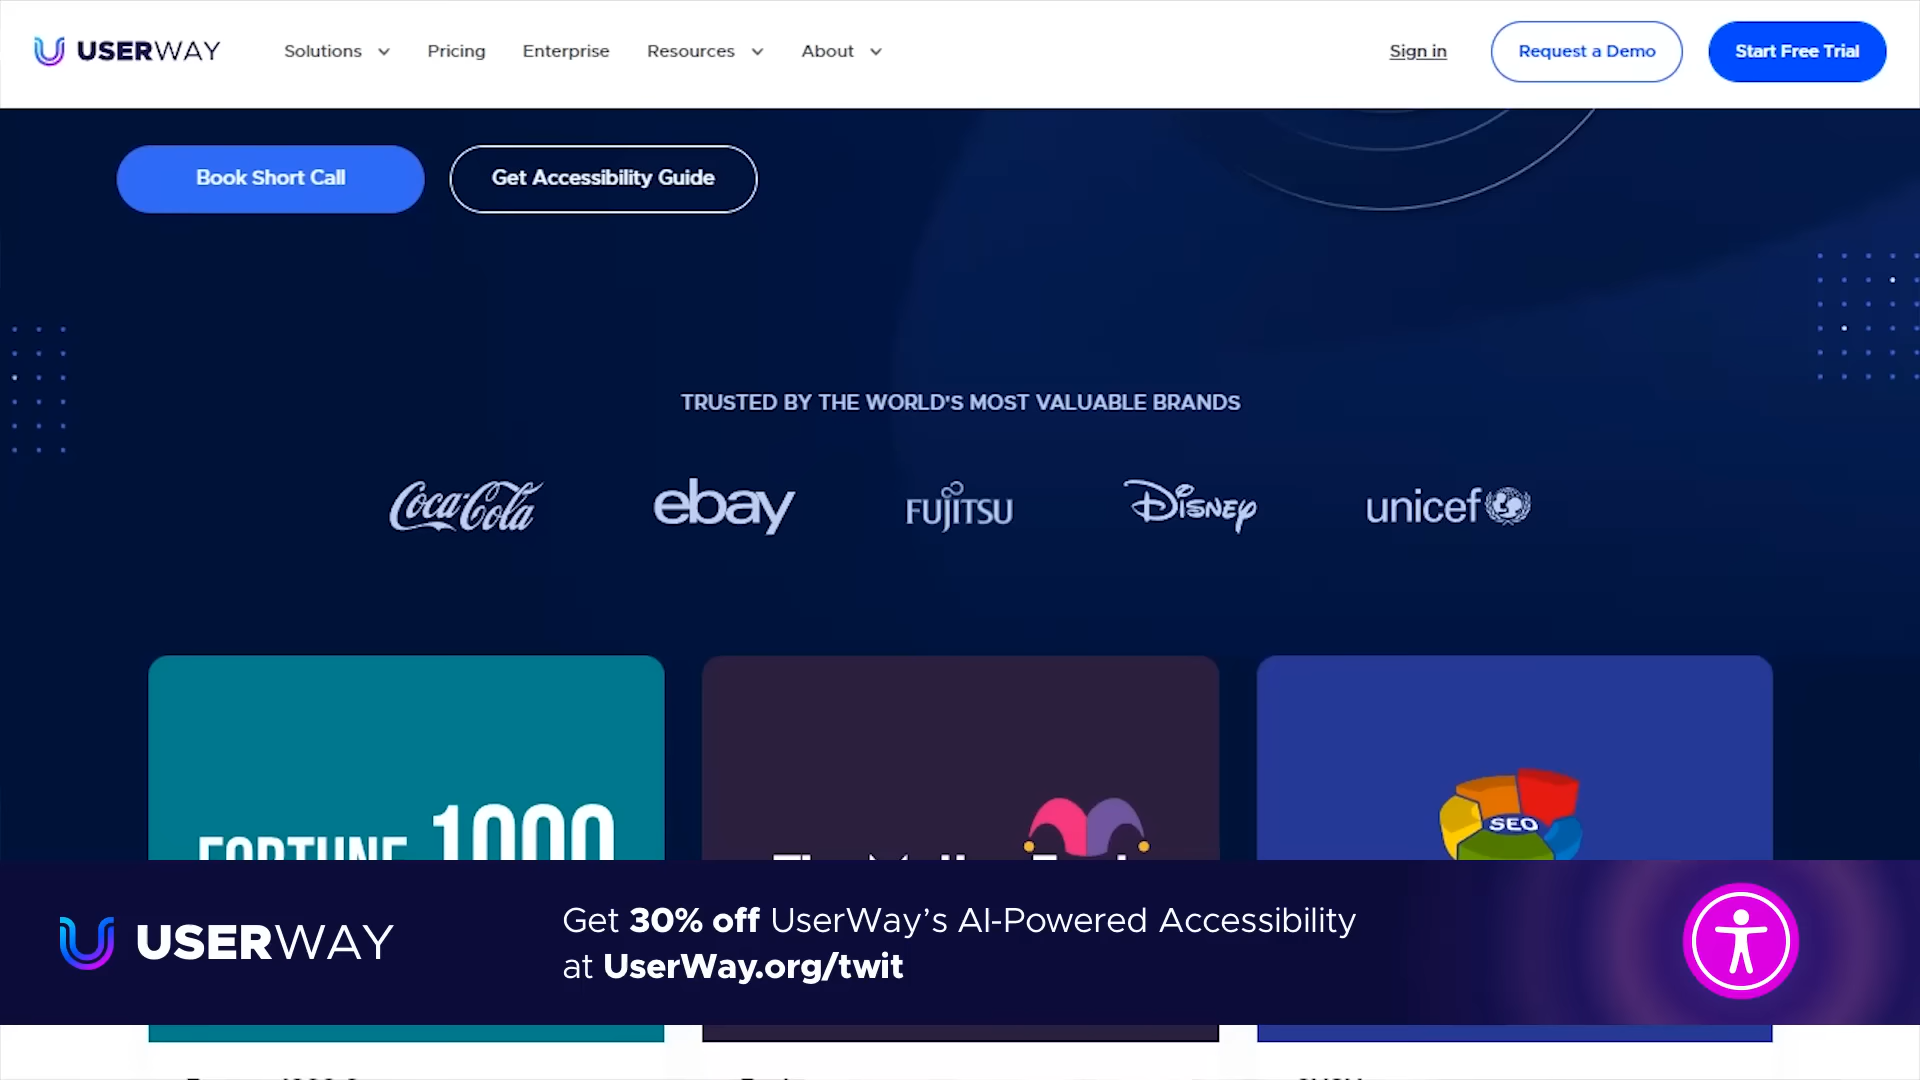 USERWAY
Solutions
Pricing
Enterprise
Resources
About
Sign in
Request a Demo
Start Free Trial
Book Short Call
Get Accessibility Guide
TRUSTED BY THE WORLD'S MOST VALUABLE BRANDS
Coca-Cola
ebay
FUJITSU
Disney
unicef
FORTUNE 1000
SEO
USERWAY
Get 30% off UserWay’s AI-Powered Accessibility
at UserWay.org/twit